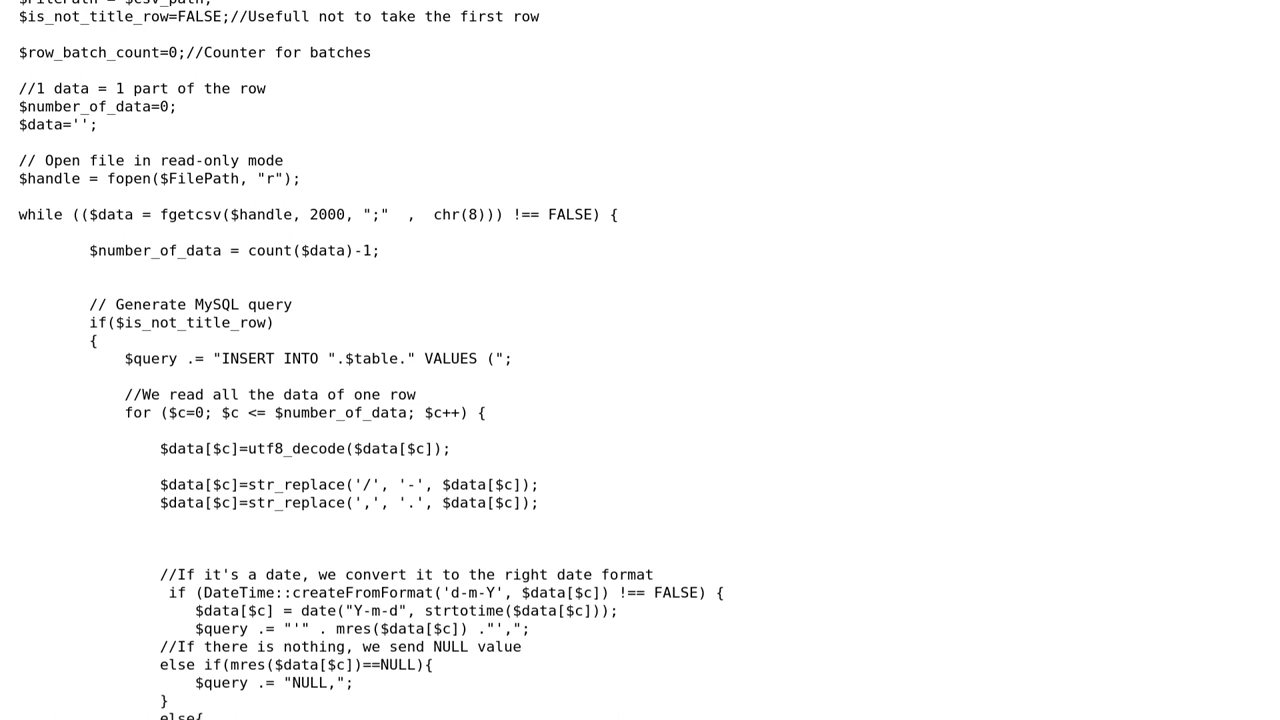 $FilePath = $csv_path;
$is_not_title_row=FALSE;//Usefull not to take the first row
$row_batch_count=0;//Counter for batches
//1 data = 1 part of the row
$number_of_data=0;
$data='';
// Open file in read-only mode
$handle = fopen($FilePath, "r");
while (($data = fgetcsv($handle, 2000, ";"  ,  chr(8))) !== FALSE) {
$number_of_data = count($data)-1;
// Generate MySQL query
if($is_not_title_row)
{
$query .= "INSERT INTO ".$table." VALUES (";
//We read all the data of one row
for ($c=0; $c <= $number_of_data; $c++) {
$data[$c]=utf8_decode($data[$c]);
$data[$c]=str_replace('/', '-', $data[$c]);
$data[$c]=str_replace(',', '.', $data[$c]);
//If it's a date, we convert it to the right date format
if (DateTime::createFromFormat('d-m-Y', $data[$c]) !== FALSE) {
$data[$c] = date("Y-m-d", strtotime($data[$c]));
$query .= "'" . mres($data[$c]) ."',";
//If there is nothing, we send NULL value
else if(mres($data[$c])==NULL){
$query .= "NULL,";
}
else{